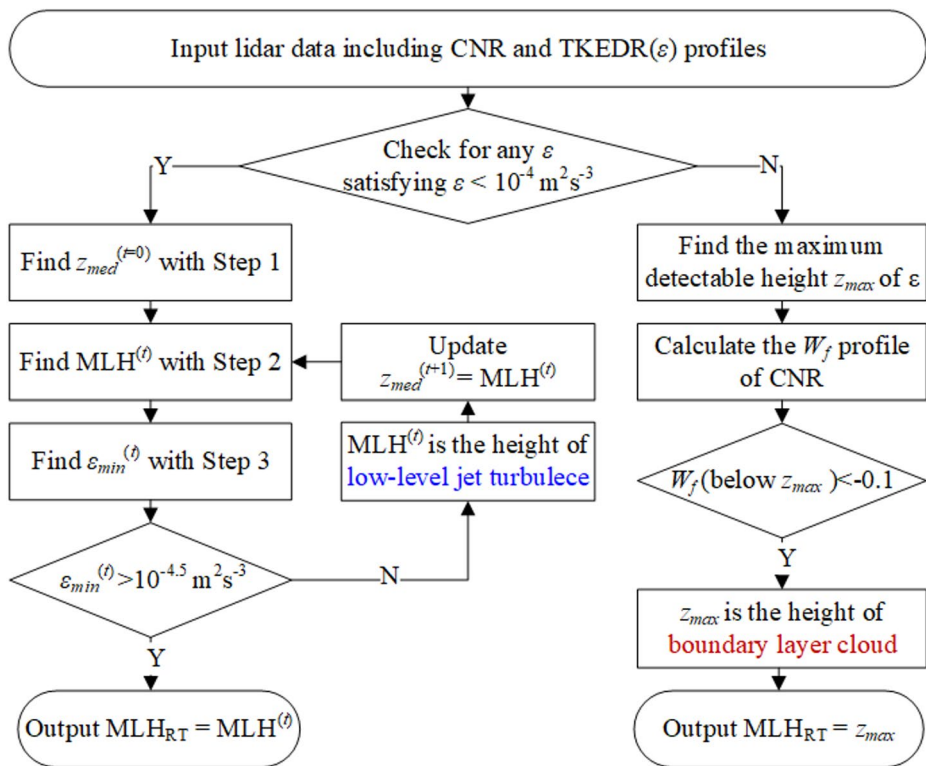 Input lidar data including CNR and TKEDR(ε) profiles
Check for any ε
satisfying ε < 10⁻⁴ m²s⁻³
Y
N
Find z_med^(t=0) with Step 1
Find MLH^(t) with Step 2
Find ε_min^(t) with Step 3
ε_min^(t) >10^-4.5 m²s⁻³
N
Y
Output MLH_RT = MLH^(t)
Update
z_med^(t+1) = MLH^(t)
MLH^(t) is the height of
low-level jet turbulece
Find the maximum
detectable height z_max of ε
Calculate the W_f profile
of CNR
W_f (below z_max )<-0.1
Y
z_max is the height of
boundary layer cloud
Output MLH_RT = z_max